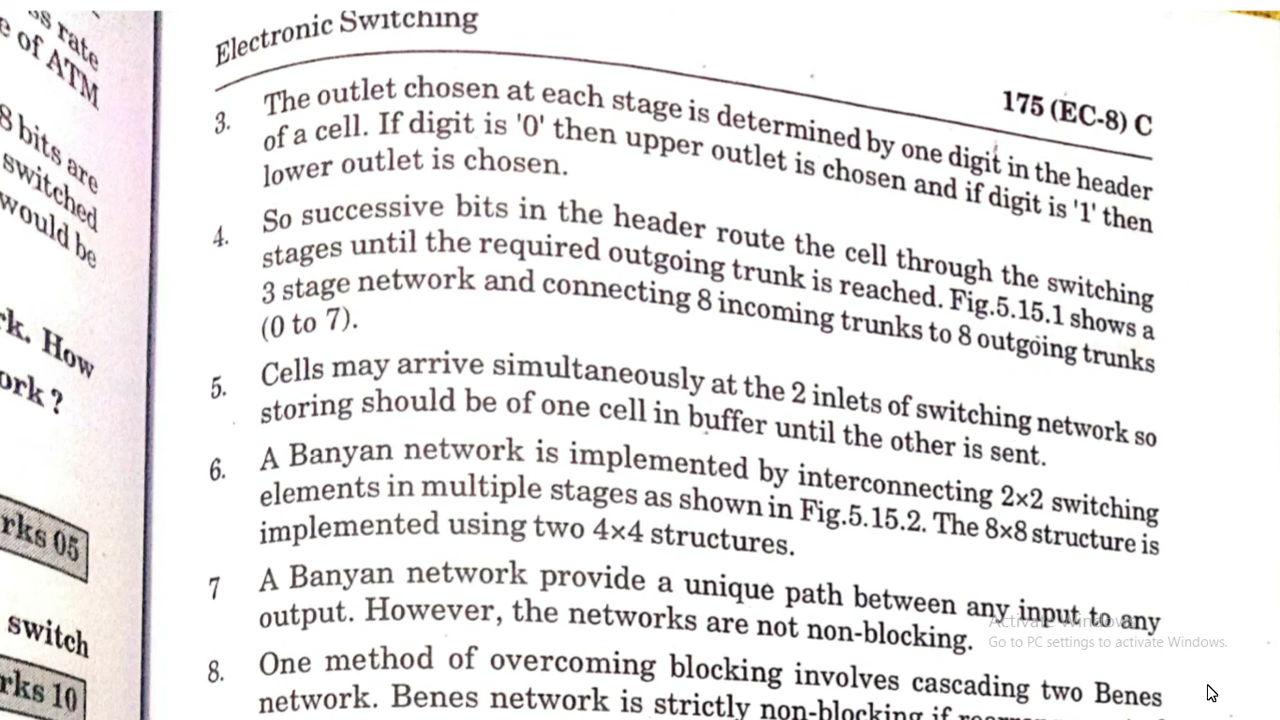 ss rate
e of ATM
8 bits are
switched
would be
rk. How
ork ?
rks 05
switch
rks 10
Electronic Switching
175 (EC-8) C
3. The outlet chosen at each stage is determined by one digit in the header
of a cell. If digit is '0' then upper outlet is chosen and if digit is '1' then
lower outlet is chosen.
4. So successive bits in the header route the cell through the switching
stages until the required outgoing trunk is reached. Fig.5.15.1 shows a
3 stage network and connecting 8 incoming trunks to 8 outgoing trunks
(0 to 7).
5. Cells may arrive simultaneously at the 2 inlets of switching network so
storing should be of one cell in buffer until the other is sent.
6. A Banyan network is implemented by interconnecting 2×2 switching
elements in multiple stages as shown in Fig.5.15.2. The 8×8 structure is
implemented using two 4×4 structures.
7 A Banyan network provide a unique path between any input to any
output. However, the networks are not non-blocking.
8. One method of overcoming blocking involves cascading two Benes
network. Benes network is strictly non-blocking if
Activate Windows
Go to PC settings to activate Windows.